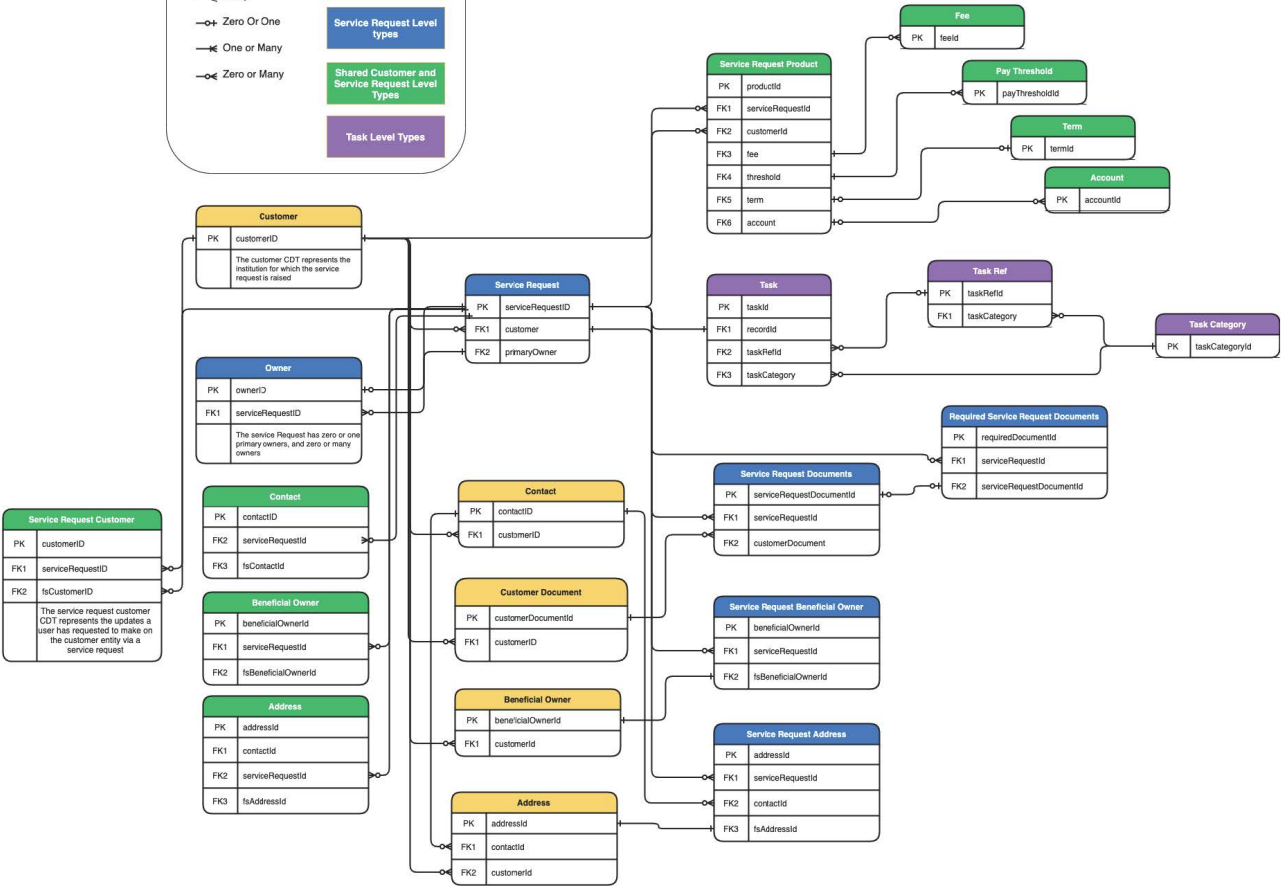 Zero Or One
One or Many
Zero or Many
Service Request Level
types
Shared Customer and
Service Request Level
Types
Task Level Types
Fee
PK feeId
Service Request Product
PK productId
FK1 serviceRequestId
FK2 customerId
FK3 fee
FK4 threshold
FK5 term
FK6 account
Pay Threshold
PK payThresholdId
Term
PK termId
Account
PK accountId
Customer
PK customerID
The customer CDT represents the
institution for which the service
request is raised
Service Request
PK serviceRequestID
FK1 customer
FK2 primaryOwner
Task
PK taskId
FK1 recordId
FK2 taskRefId
FK3 taskCategory
Task Ref
PK taskRefId
FK1 taskCategory
Task Category
PK taskCategoryId
Owner
PK ownerID
FK1 serviceRequestID
The service Request has zero or one
primary owners, and zero or many
owners
Required Service Request Documents
PK requiredDocumentId
FK1 serviceRequestId
FK2 serviceRequestDocumentId
Service Request Documents
PK serviceRequestDocumentId
FK1 serviceRequestId
FK2 customerDocument
Contact
PK contactID
FK2 serviceRequestId
FK3 fsContactId
Contact
PK contactID
FK1 customerID
Service Request Customer
PK customerID
FK1 serviceRequestID
FK2 fsCustomerID
The service request customer
CDT represents the updates a
user has requested to make on
the customer entity via a
service request
Beneficial Owner
PK beneficialOwnerId
FK1 serviceRequestId
FK2 fsBeneficialOwnerId
Customer Document
PK customerDocumentId
FK1 customerID
Service Request Beneficial Owner
PK beneficialOwnerId
FK1 serviceRequestId
FK2 fsBeneficialOwnerId
Address
PK addressId
FK1 contactId
FK2 serviceRequestId
FK3 fsAddressId
Beneficial Owner
PK beneficialOwnerId
FK1 customerId
Service Request Address
PK addressId
FK1 serviceRequestId
FK2 contactId
FK3 fsAddressId
Address
PK addressId
FK1 contactId
FK2 customerId